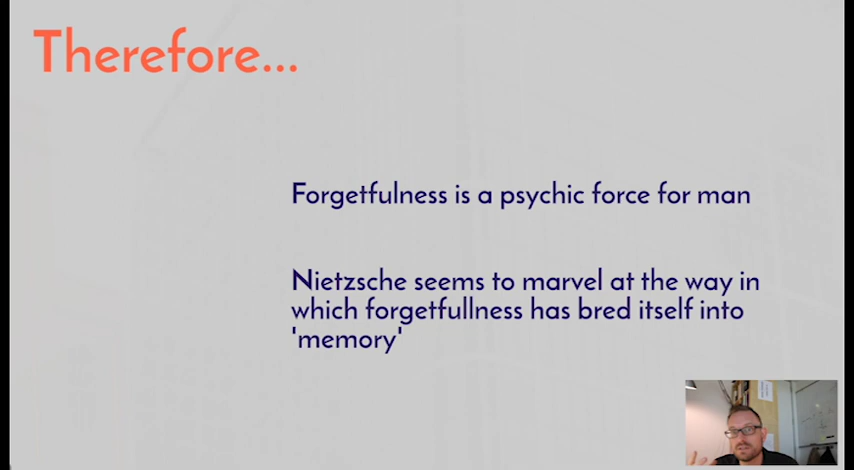 Therefore...
Forgetfulness is a psychic force for man
Nietzsche seems to marvel at the way in
which forgetfullness has bred itself into
'memory'